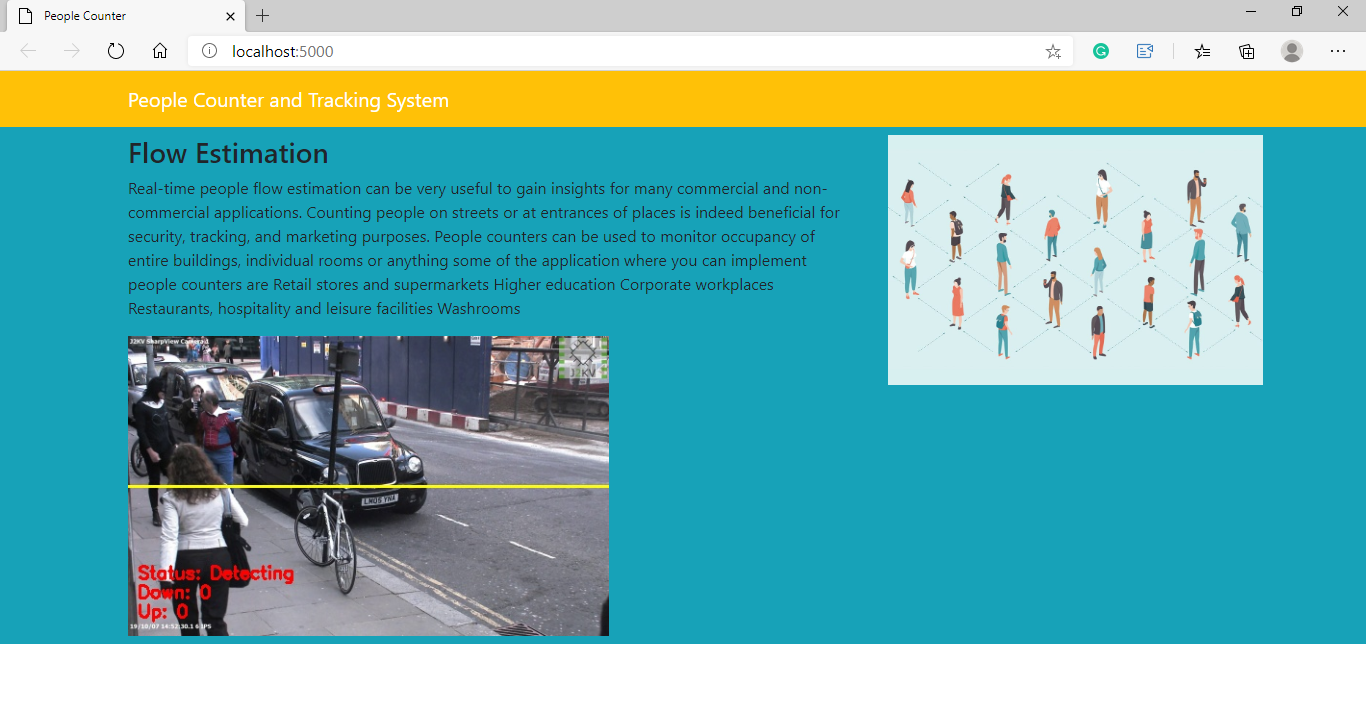 People Counter
localhost:5000
People Counter and Tracking System
Flow Estimation
Real-time people flow estimation can be very useful to gain insights for many commercial and non-
commercial applications. Counting people on streets or at entrances of places is indeed beneficial for
security, tracking, and marketing purposes. People counters can be used to monitor occupancy of
entire buildings, individual rooms or anything some of the application where you can implement
people counters are Retail stores and supermarkets Higher education Corporate workplaces
Restaurants, hospitality and leisure facilities Washrooms
J2KV SharpView Camera 1
KV
LM05 YNA
Status: Detecting
Down: 0
Up: 0